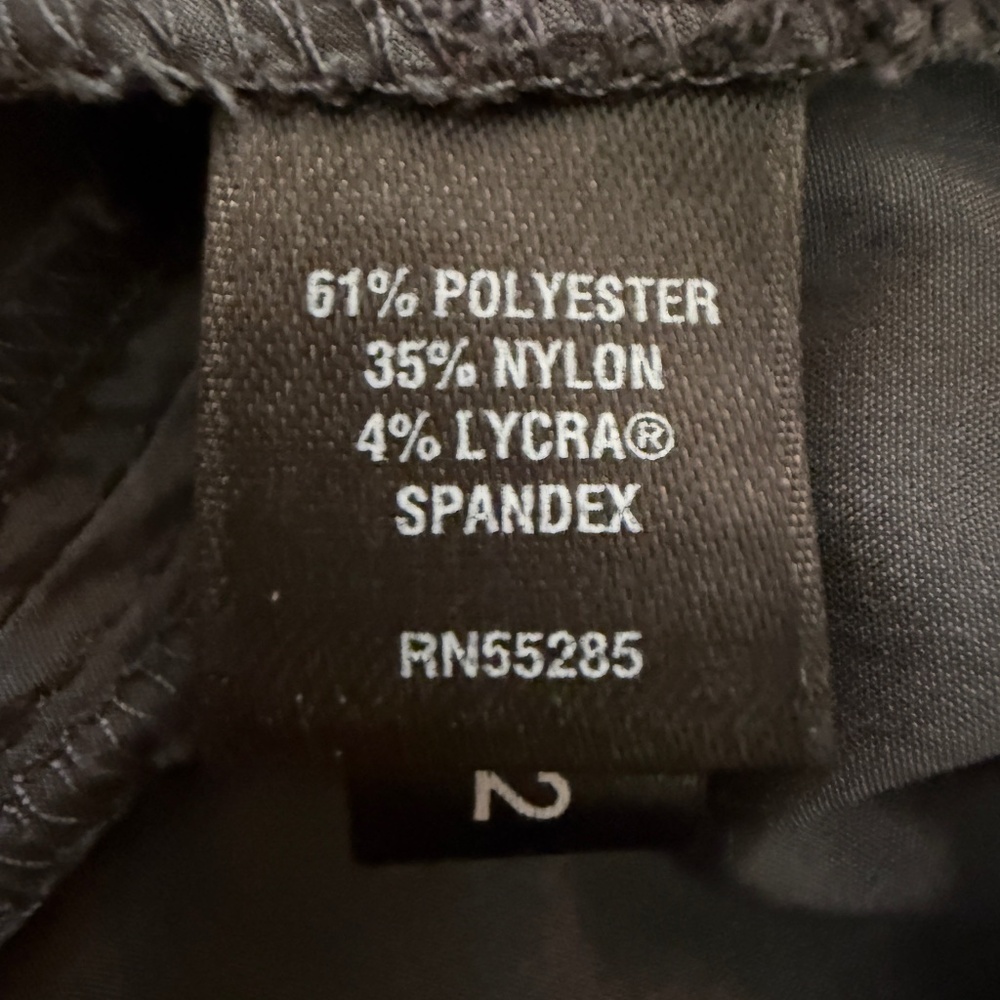 61% POLYESTER
35% NYLON
4% LYCRA®
SPANDEX
RN55285
2